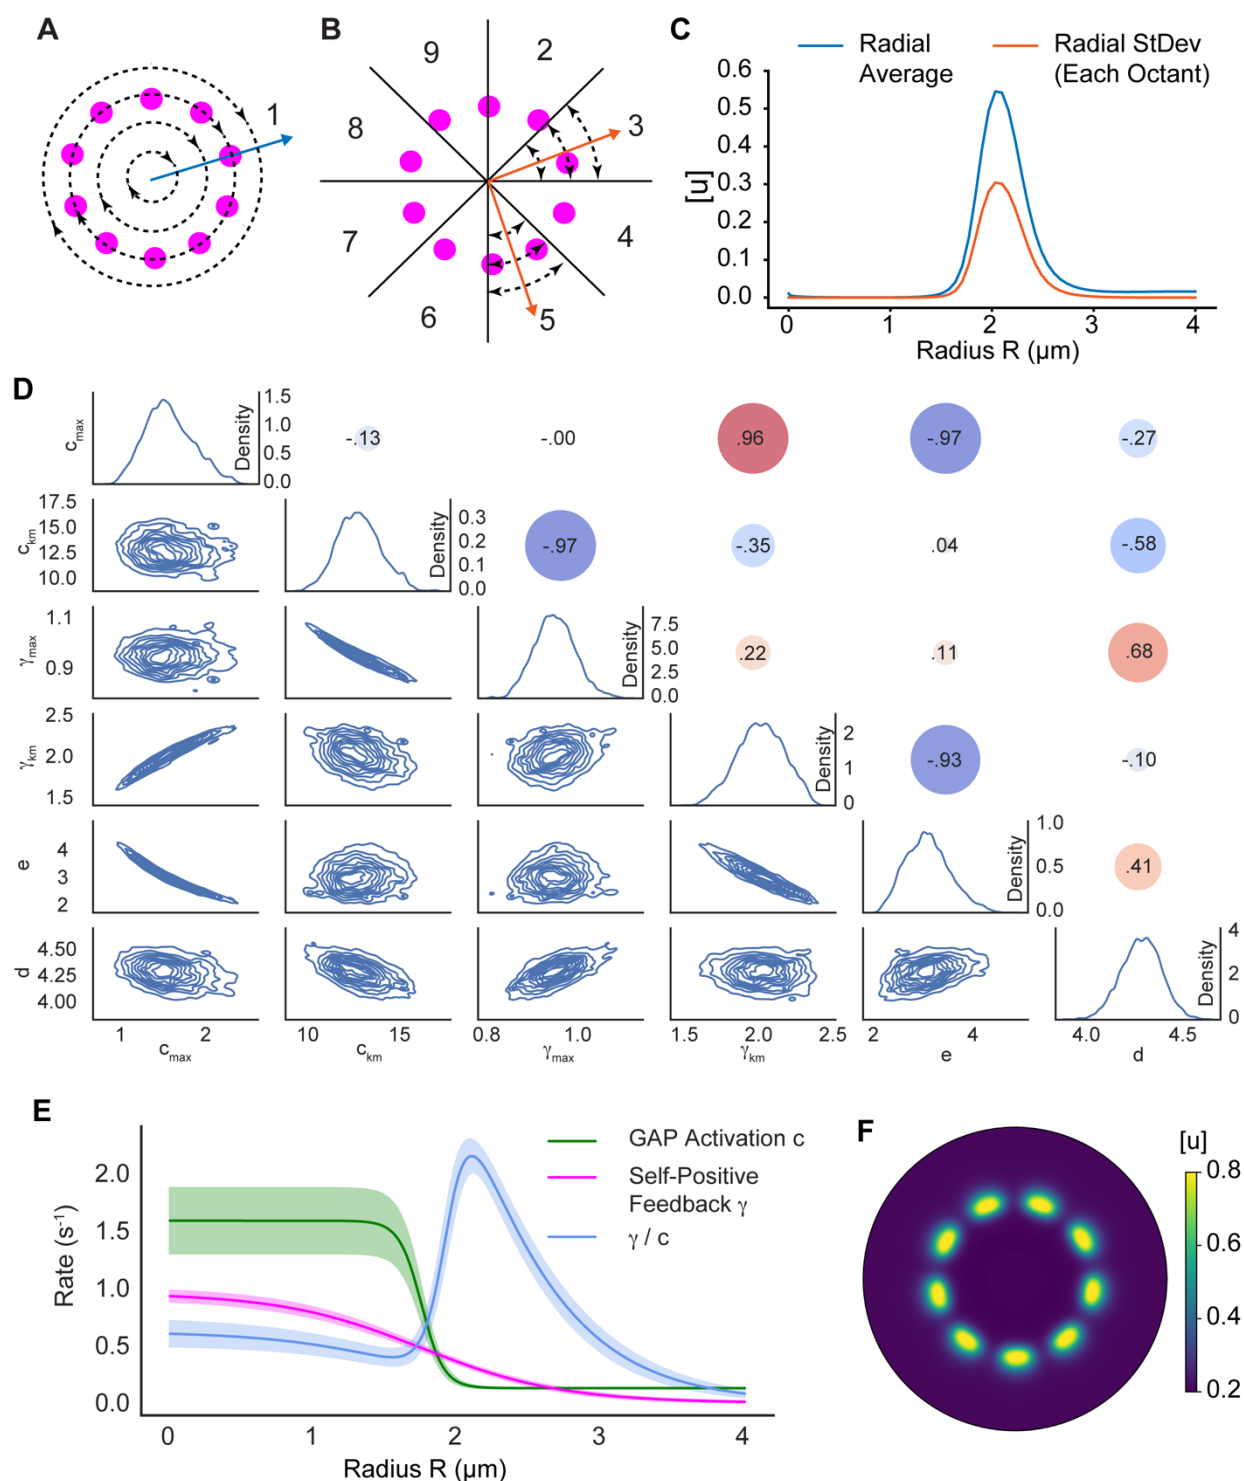 A
1
B
9
2
8
3
7
4
6
5
C
Radial
Average
Radial StDev
(Each Octant)
[u]
0.6
0.5
0.4
0.3
0.2
0.1
0.0
0
1
2
3
4
Radius R (µm)
D
c_max
Density
1.5
1.0
0.5
0.0
-.13
-.00
.96
-.97
-.27
c_km
17.5
15.0
12.5
10.0
Density
0.3
0.2
0.1
0.0
-.97
-.35
.04
-.58
γ_max
1.1
0.9
Density
7.5
5.0
2.5
0.0
.22
.11
.68
γ_km
2.5
2.0
1.5
Density
2
1
0
-.93
-.10
e
4
3
2
Density
1.0
0.5
0.0
.41
d
4.50
4.25
4.00
Density
4
2
0
1 2
10 15
0.8 1.0
1.5 2.0 2.5
2 4
4.0 4.5
c_max
c_km
γ_max
γ_km
e
d
E
GAP Activation c
Self-Positive
Feedback γ
γ / c
Rate (s⁻¹)
2.0
1.5
1.0
0.5
0.0
0 1 2 3 4
Radius R (µm)
F
[u]
0.8
0.6
0.4
0.2